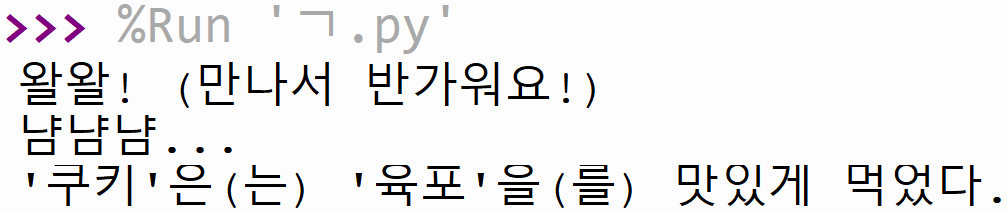 >>> %Run 'ㄱ.py'
왈왈! (만나서 반가워요!)
냠냠냠...
'쿠키'은(는) '육포'을(를) 맛있게 먹었다.